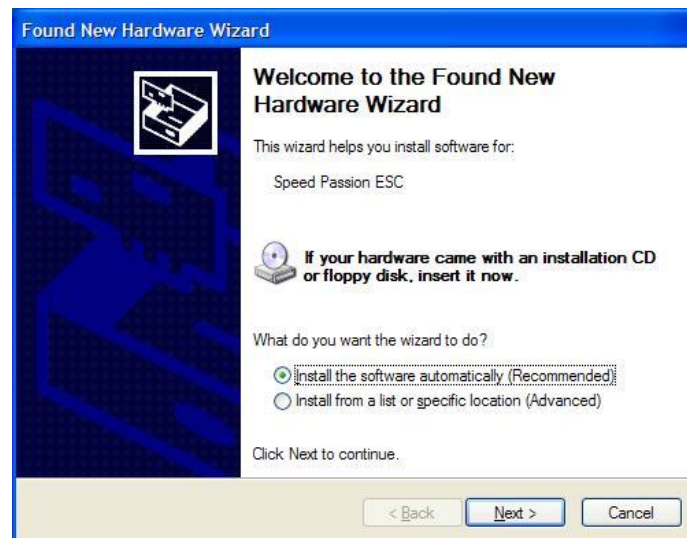 Found New Hardware Wizard
Welcome to the Found New
Hardware Wizard
This wizard helps you install software for:
Speed Passion ESC
If your hardware came with an installation CD
or floppy disk, insert it now.
What do you want the wizard to do?
Install the software automatically (Recommended)
Install from a list or specific location (Advanced)
Click Next to continue.
< Back Next > Cancel